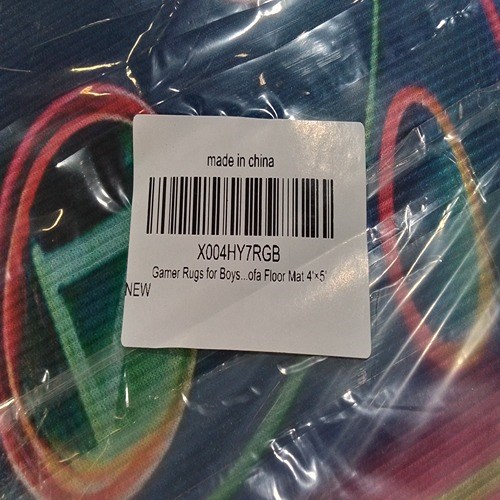 made in china
X004HY7RGB
Gamer Rugs for Boys...ofa Floor Mat 4'×5'
NEW